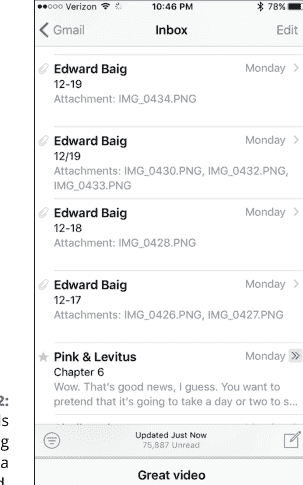 ●●○○○ Verizon 10:46 PM 78%
Gmail Inbox Edit
Edward Baig Monday
12-19
Attachment: IMG_0434.PNG
Edward Baig Monday
12/19
Attachments: IMG_0430.PNG, IMG_0432.PNG,
IMG_0433.PNG
Edward Baig Monday
12-18
Attachment: IMG_0428.PNG
Edward Baig Monday
12-17
Attachments: IMG_0426.PNG, IMG_0427.PNG
Pink & Levitus Monday
Chapter 6
Wow. That's good news, I guess. You want to
pretend that it's going to take a day or two to s...
Updated Just Now
75,887 Unread
Great video
2:
ls
g
a